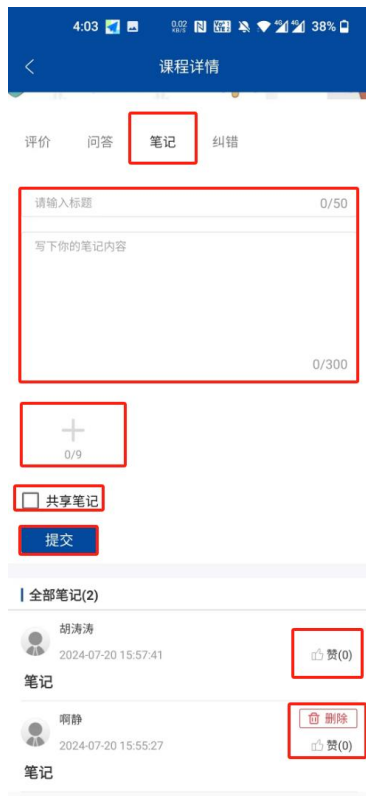 4:03 0.02 KB/S 4G 4G 38%
课程详情
评价 问答 笔记 纠错
请输入标题 0/50
写下你的笔记内容
0/300
0/9
共享笔记
提交
全部笔记(2)
胡涛涛
2024-07-20 15:57:41 赞(0)
笔记
啊静 删除
2024-07-20 15:55:27 赞(0)
笔记